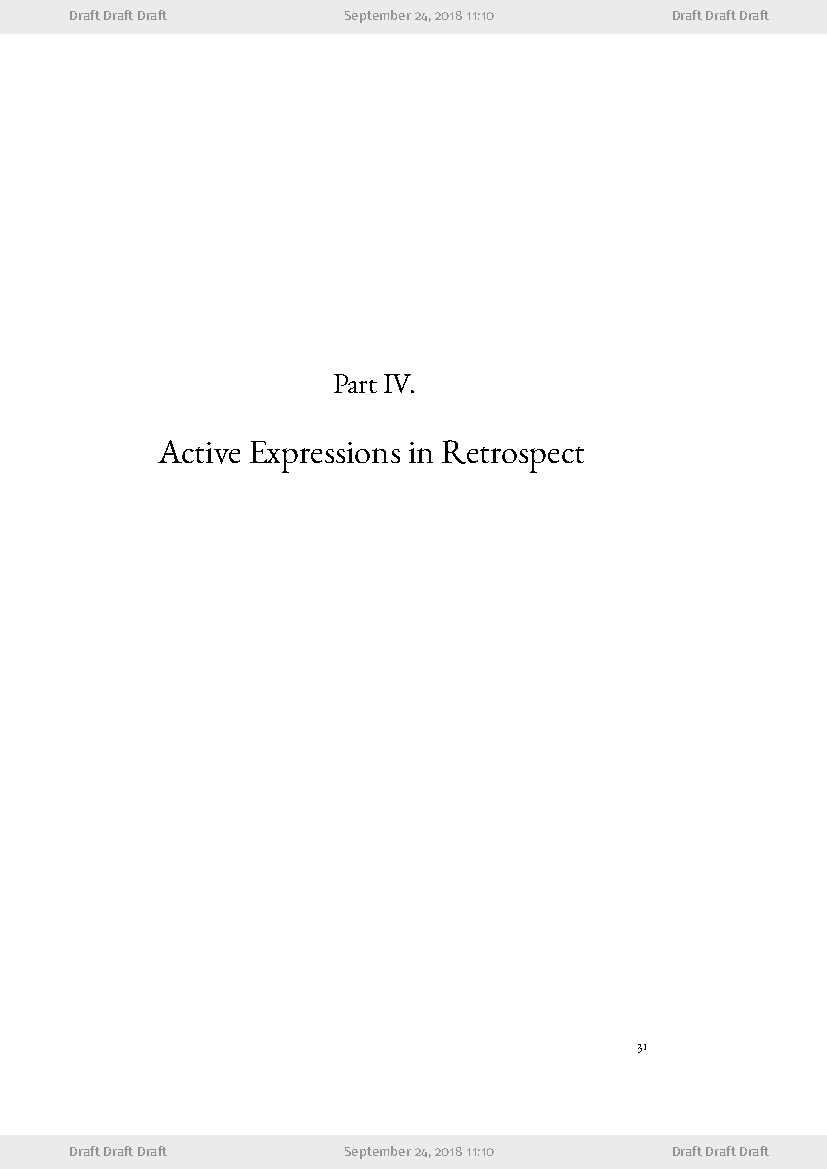 Draft Draft Draft September 24, 2018 11:10 Draft Draft Draft
Part IV.
Active Expressions in Retrospect
31
Draft Draft Draft September 24, 2018 11:10 Draft Draft Draft